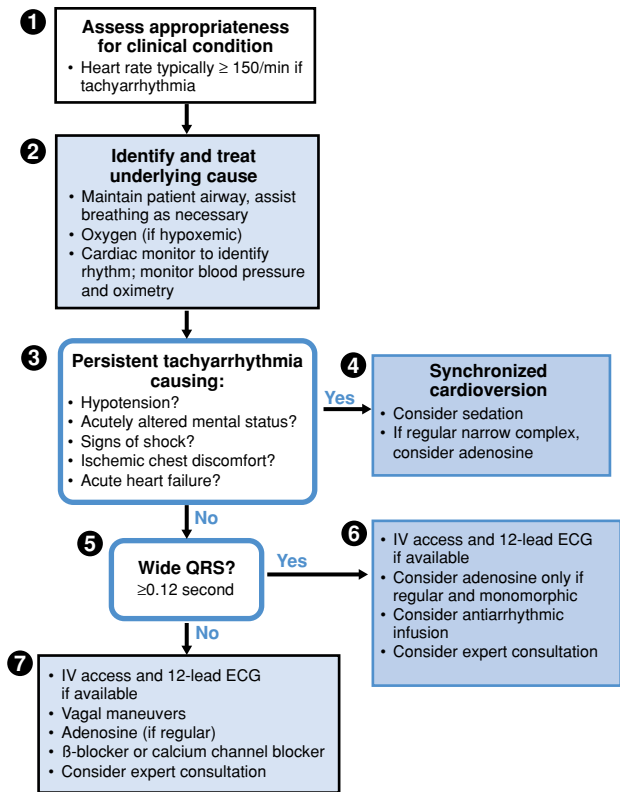 1
Assess appropriateness
for clinical condition
• Heart rate typically ≥ 150/min if
tachyarrhythmia
2
Identify and treat
underlying cause
• Maintain patient airway, assist
breathing as necessary
• Oxygen (if hypoxemic)
• Cardiac monitor to identify
rhythm; monitor blood pressure
and oximetry
3
Persistent tachyarrhythmia
causing:
• Hypotension?
• Acutely altered mental status?
• Signs of shock?
• Ischemic chest discomfort?
• Acute heart failure?
Yes
4
Synchronized
cardioversion
• Consider sedation
• If regular narrow complex,
consider adenosine
No
5
Wide QRS?
≥0.12 second
Yes
6
• IV access and 12-lead ECG
if available
• Consider adenosine only if
regular and monomorphic
• Consider antiarrhythmic
infusion
• Consider expert consultation
No
7
• IV access and 12-lead ECG
if available
• Vagal maneuvers
• Adenosine (if regular)
• ß-blocker or calcium channel blocker
• Consider expert consultation